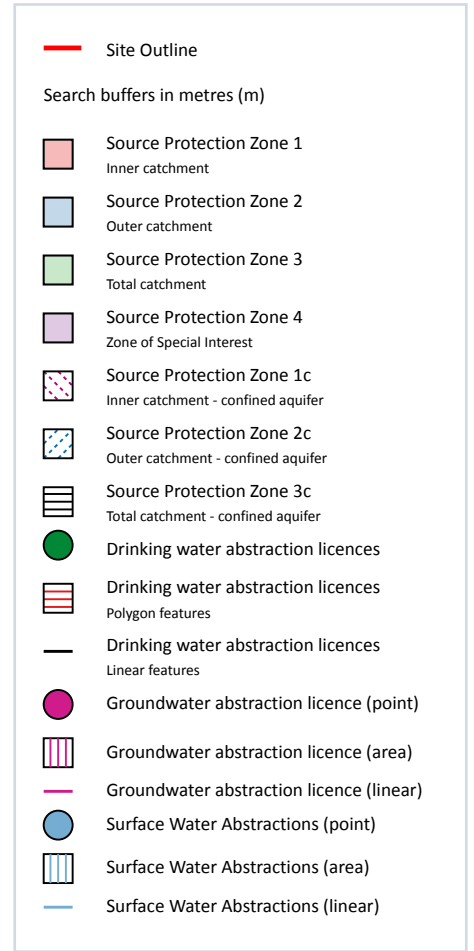 Site Outline
Search buffers in metres (m)
Source Protection Zone 1
Inner catchment
Source Protection Zone 2
Outer catchment
Source Protection Zone 3
Total catchment
Source Protection Zone 4
Zone of Special Interest
Source Protection Zone 1c
Inner catchment - confined aquifer
Source Protection Zone 2c
Outer catchment - confined aquifer
Source Protection Zone 3c
Total catchment - confined aquifer
Drinking water abstraction licences
Drinking water abstraction licences
Polygon features
Drinking water abstraction licences
Linear features
Groundwater abstraction licence (point)
Groundwater abstraction licence (area)
Groundwater abstraction licence (linear)
Surface Water Abstractions (point)
Surface Water Abstractions (area)
Surface Water Abstractions (linear)